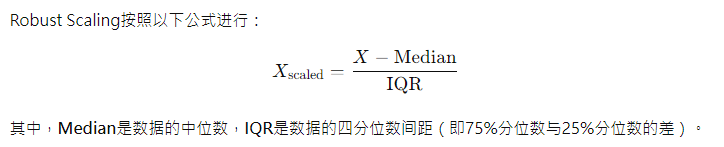 Robust Scaling按照以下公式进行：
X_scaled = (X − Median) / IQR
其中，Median是数据的中位数，IQR是数据的四分位数间距（即75%分位数与25%分位数的差）。